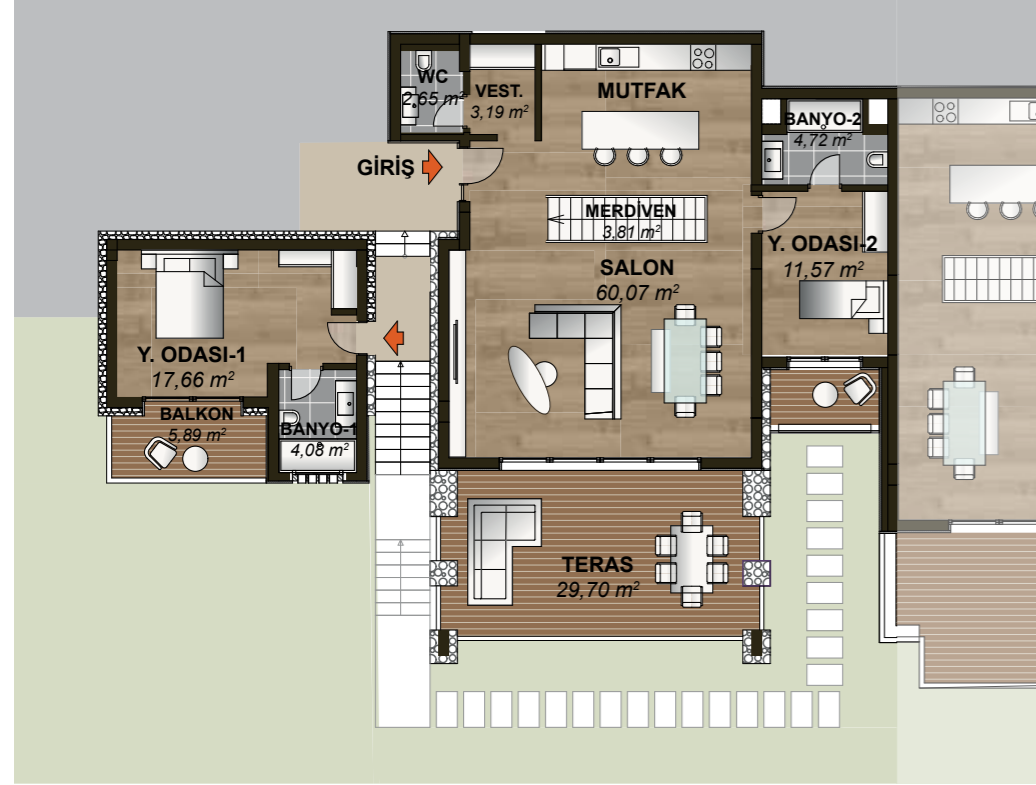 WC
2,65 m²
VEST.
3,19 m²
MUTFAK
BANYO-2
4,72 m²
GİRİŞ
MERDİVEN
3,81 m²
Y. ODASI-2
11,57 m²
SALON
60,07 m²
Y. ODASI-1
17,66 m²
BALKON
5,89 m²
BANYO-1
4,08 m²
TERAS
29,70 m²